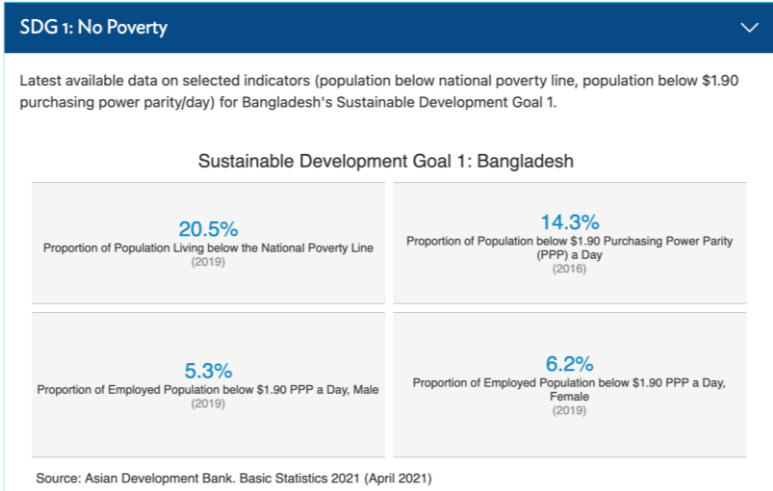 SDG 1: No Poverty
Latest available data on selected indicators (population below national poverty line, population below $1.90
purchasing power parity/day) for Bangladesh's Sustainable Development Goal 1.
Sustainable Development Goal 1: Bangladesh
20.5%
Proportion of Population Living below the National Poverty Line
(2019)
14.3%
Proportion of Population below $1.90 Purchasing Power Parity
(PPP) a Day
(2016)
5.3%
Proportion of Employed Population below $1.90 PPP a Day, Male
(2019)
6.2%
Proportion of Employed Population below $1.90 PPP a Day,
Female
(2019)
Source: Asian Development Bank. Basic Statistics 2021 (April 2021)